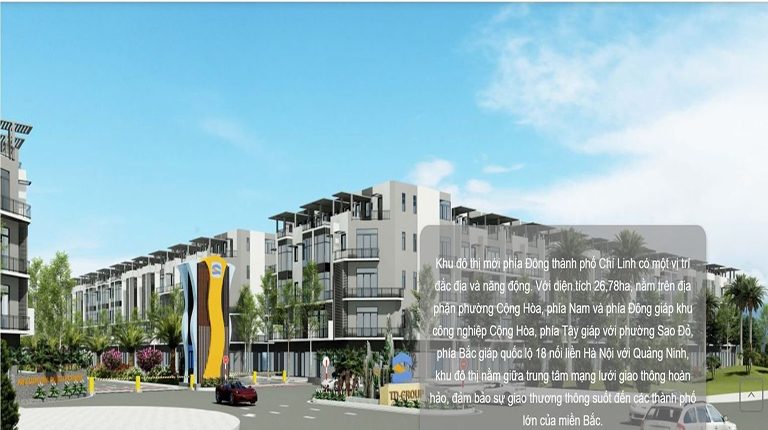 Khu đô thị mới phía Đông thành phố Chí Linh có một vị trí
đắc địa và năng động. Với diện tích 26,78ha, nằm trên địa
phận phường Cộng Hòa, phía Nam và phía Đông giáp khu
công nghiệp Cộng Hòa, phía Tây giáp với phường Sao Đỏ,
phía Bắc giáp quốc lộ 18 nối liền Hà Nội với Quảng Ninh,
khu đô thị nằm giữa trung tâm mạng lưới giao thông hoàn
hảo, đảm bảo sự giao thương thông suốt đến các thành phố
lớn của miền Bắc.
TD-GROUP